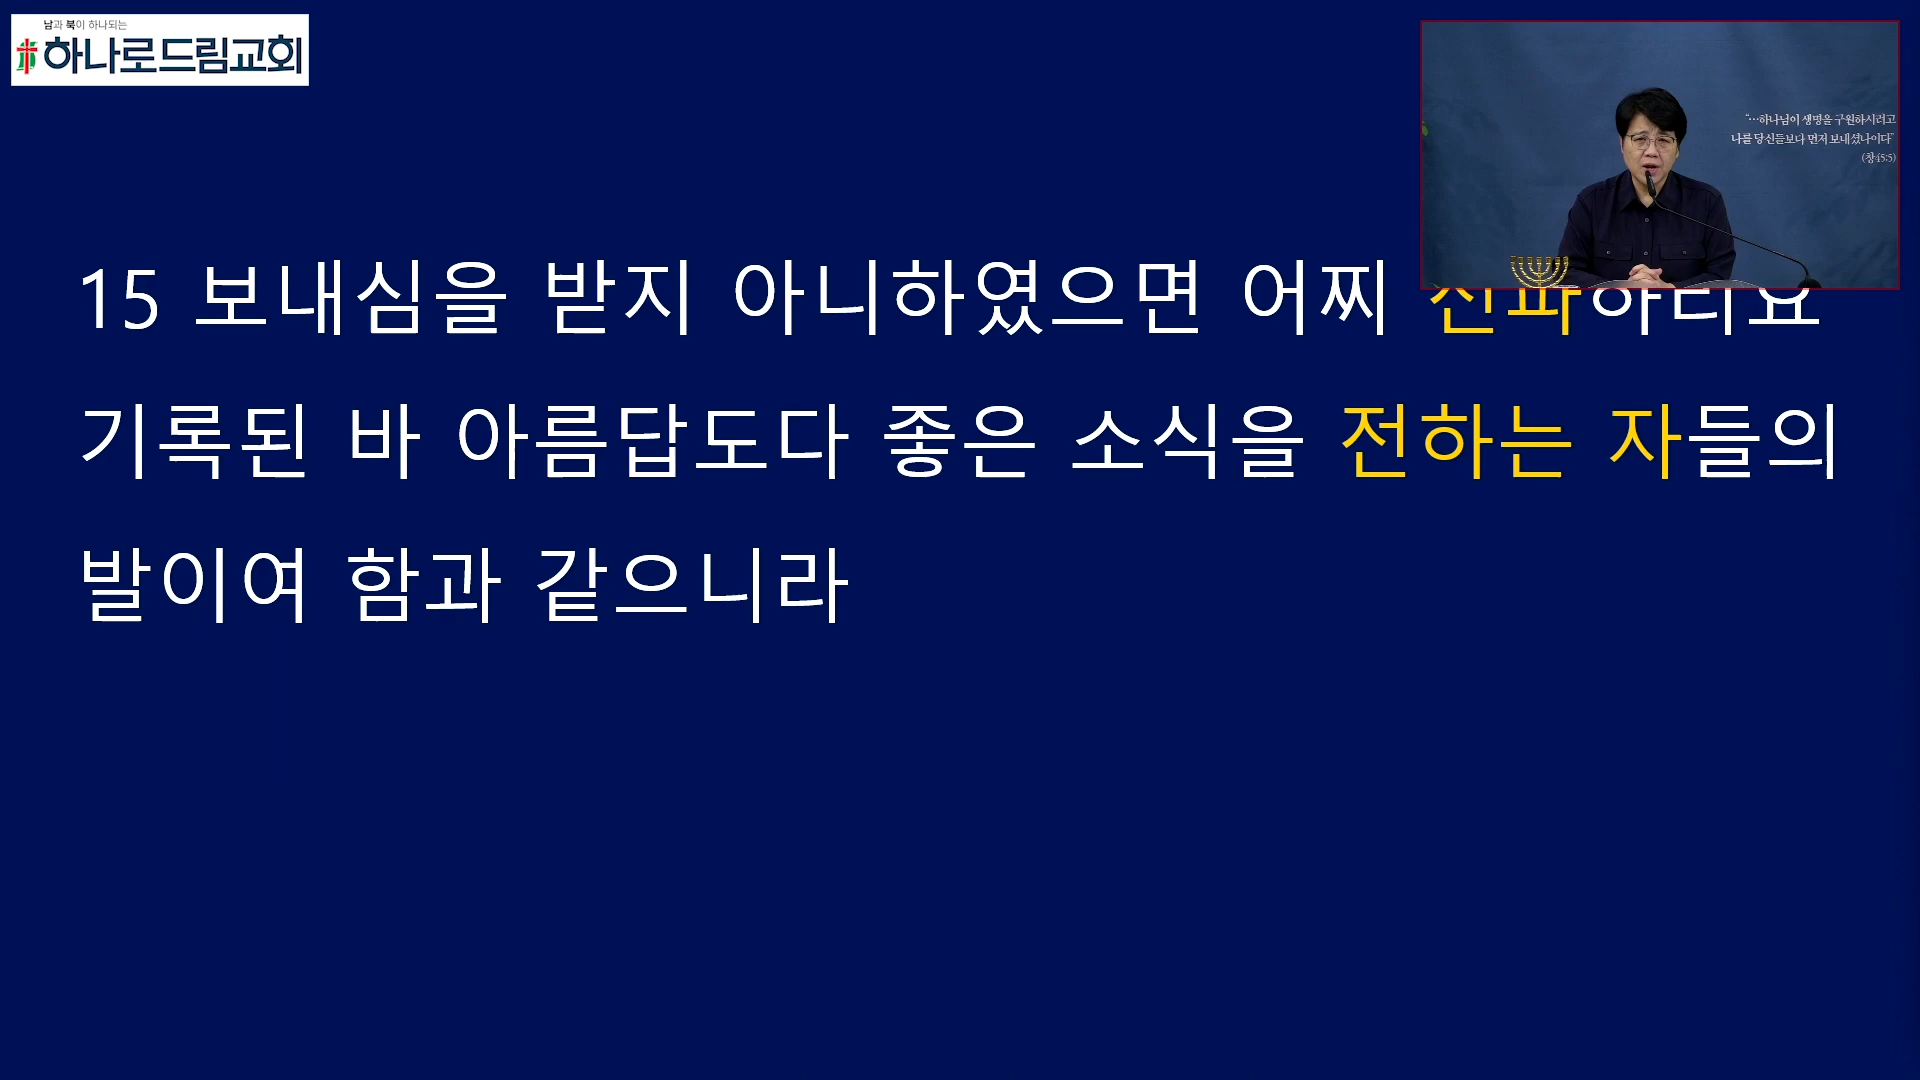 남과 북이 하나되는
하나로드림교회
"…하나님이 생명을 구원하시려고
나를 당신들보다 먼저 보내셨나이다"
(창45:5)
15 보내심을 받지 아니하였으면 어찌 전파하리요
기록된 바 아름답도다 좋은 소식을 전하는 자들의
발이여 함과 같으니라